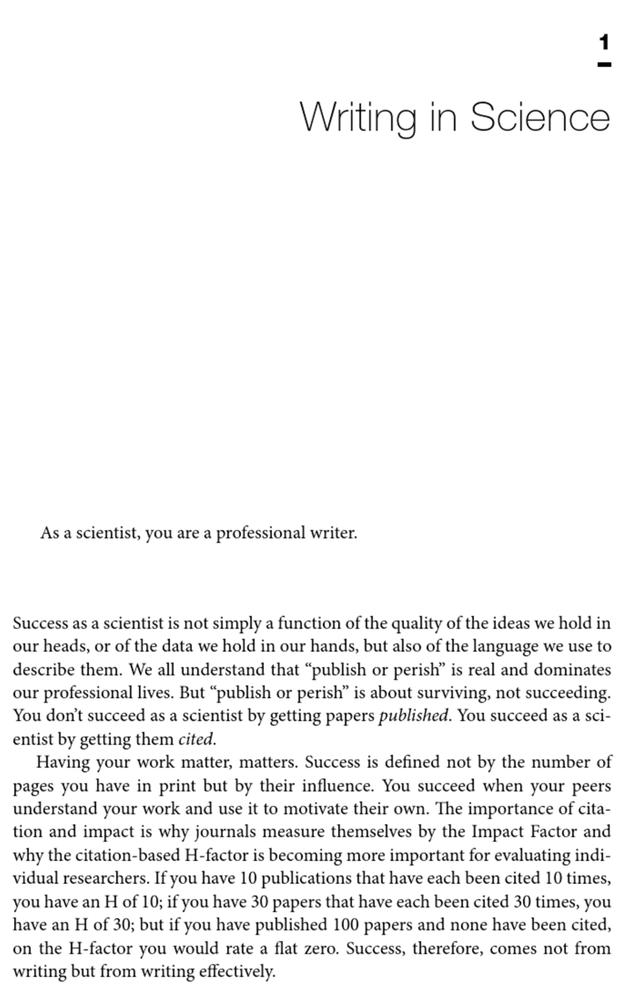 1
Writing in Science
As a scientist, you are a professional writer.
Success as a scientist is not simply a function of the quality of the ideas we hold in
our heads, or of the data we hold in our hands, but also of the language we use to
describe them. We all understand that “publish or perish” is real and dominates
our professional lives. But “publish or perish” is about surviving, not succeeding.
You don’t succeed as a scientist by getting papers published. You succeed as a sci-
entist by getting them cited.
Having your work matter, matters. Success is defined not by the number of
pages you have in print but by their influence. You succeed when your peers
understand your work and use it to motivate their own. The importance of cita-
tion and impact is why journals measure themselves by the Impact Factor and
why the citation-based H-factor is becoming more important for evaluating indi-
vidual researchers. If you have 10 publications that have each been cited 10 times,
you have an H of 10; if you have 30 papers that have each been cited 30 times, you
have an H of 30; but if you have published 100 papers and none have been cited,
on the H-factor you would rate a flat zero. Success, therefore, comes not from
writing but from writing effectively.